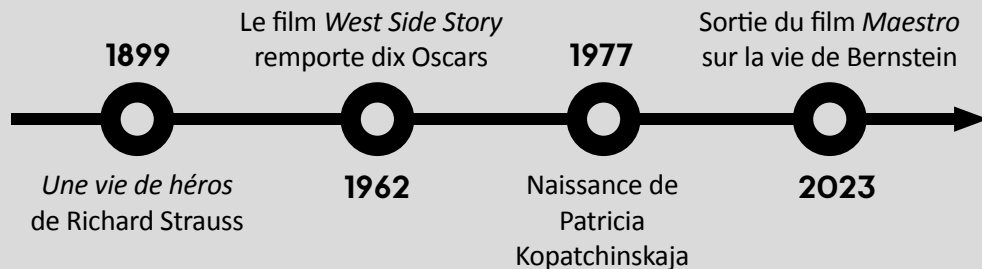 1899
Une vie de héros
de Richard Strauss
Le film West Side Story
remporte dix Oscars
1962
1977
Naissance de
Patricia
Kopatchinskaja
Sortie du film Maestro
sur la vie de Bernstein
2023